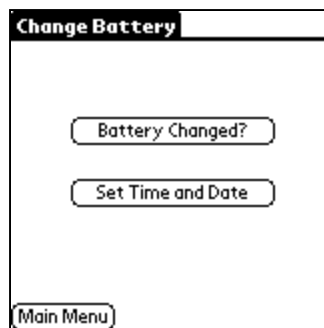 Change Battery
Battery Changed?
Set Time and Date
Main Menu